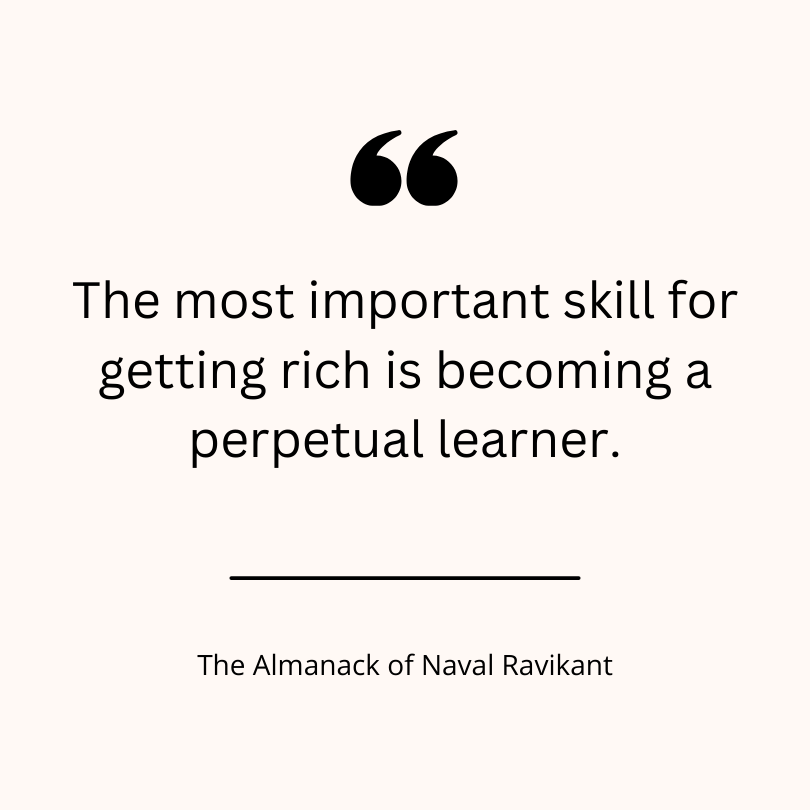 “
The most important skill for
getting rich is becoming a
perpetual learner.
The Almanack of Naval Ravikant